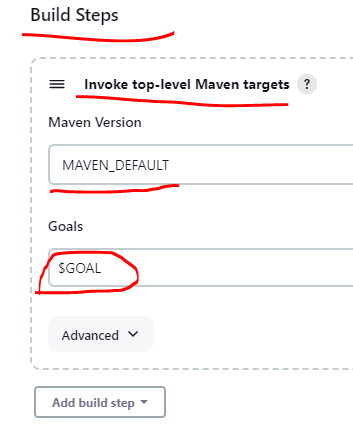 Build Steps
Invoke top-level Maven targets ?
Maven Version
MAVEN_DEFAULT
Goals
$GOAL
Advanced
Add build step